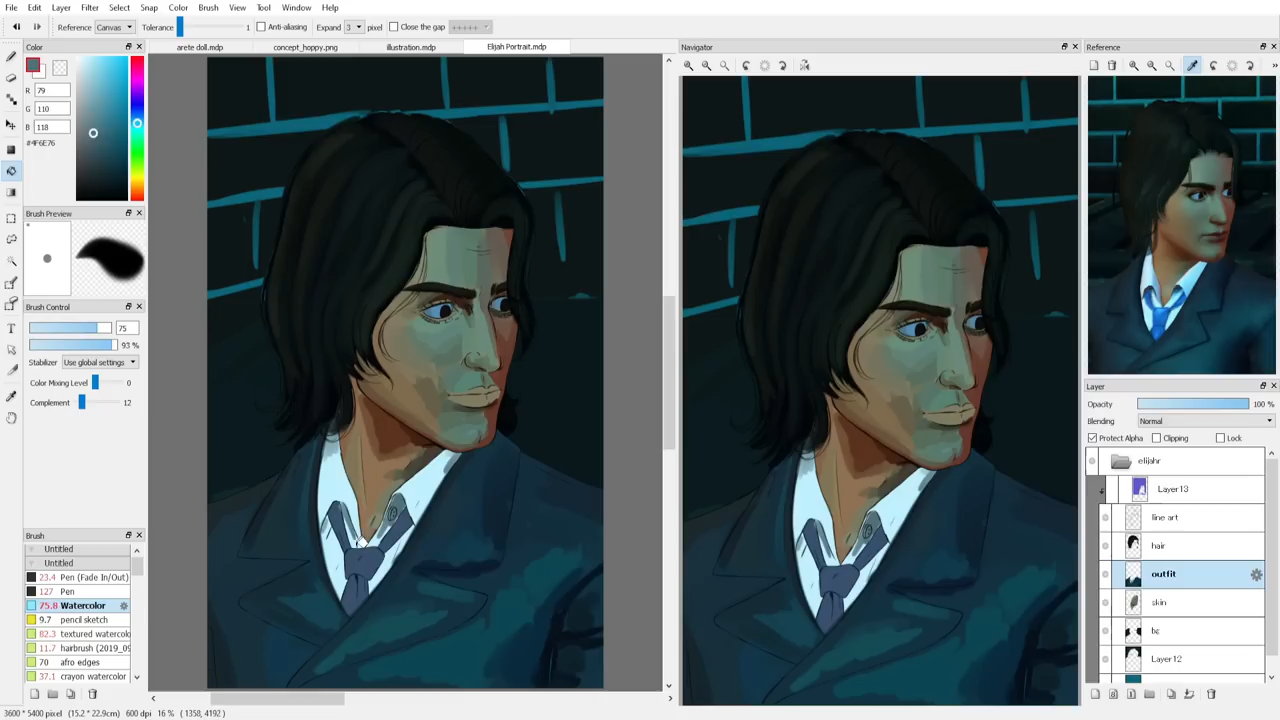 File Edit Layer Filter Select Snap Color Brush View Tool Window Help
Reference Canvas Tolerance 1 Anti-aliasing Expand 3 pixel Close the gap +++++
Color
arete doll.mdp concept_hoppy.png illustration.mdp Elijah Portrait.mdp
Navigator
Reference
R 79
G 110
B 118
#4F6E76
Brush Preview
Brush Control
75
93 %
Stabilizer Use global settings
Color Mixing Level 0
Complement 12
Brush
Untitled
Untitled
23.4 Pen (Fade In/Out)
127 Pen
75.8 Watercolor
9.7 pencil sketch
82.3 textured watercolo
11.7 hairbrush (2019_09
70 afro edges
37.1 crayon watercolor
Layer
Opacity 100 %
Blending Normal
Protect Alpha Clipping Lock
elijahr
Layer13
line art
hair
outfit
skin
bg
Layer12
3600 * 5400 pixel (15.2 * 22.9cm) 600 dpi 16 % ( 1358, 4192 )